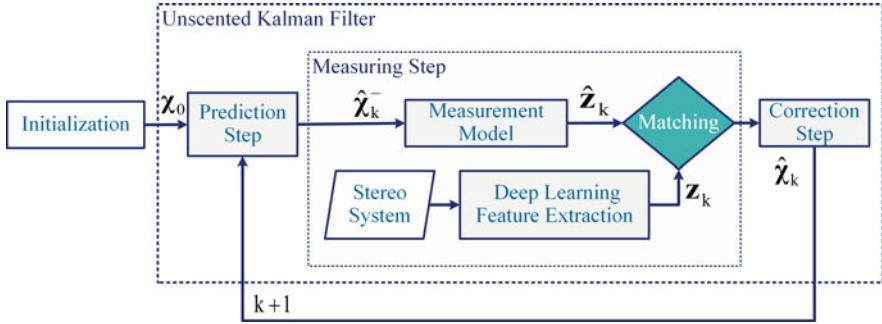 Unscented Kalman Filter
Measuring Step
Initialization
χ₀
Prediction
Step
χ̂ₖ⁻
Measurement
Model
ẑₖ
Matching
Correction
Step
χ̂ₖ
Stereo
System
Deep Learning
Feature Extraction
zₖ
k+1